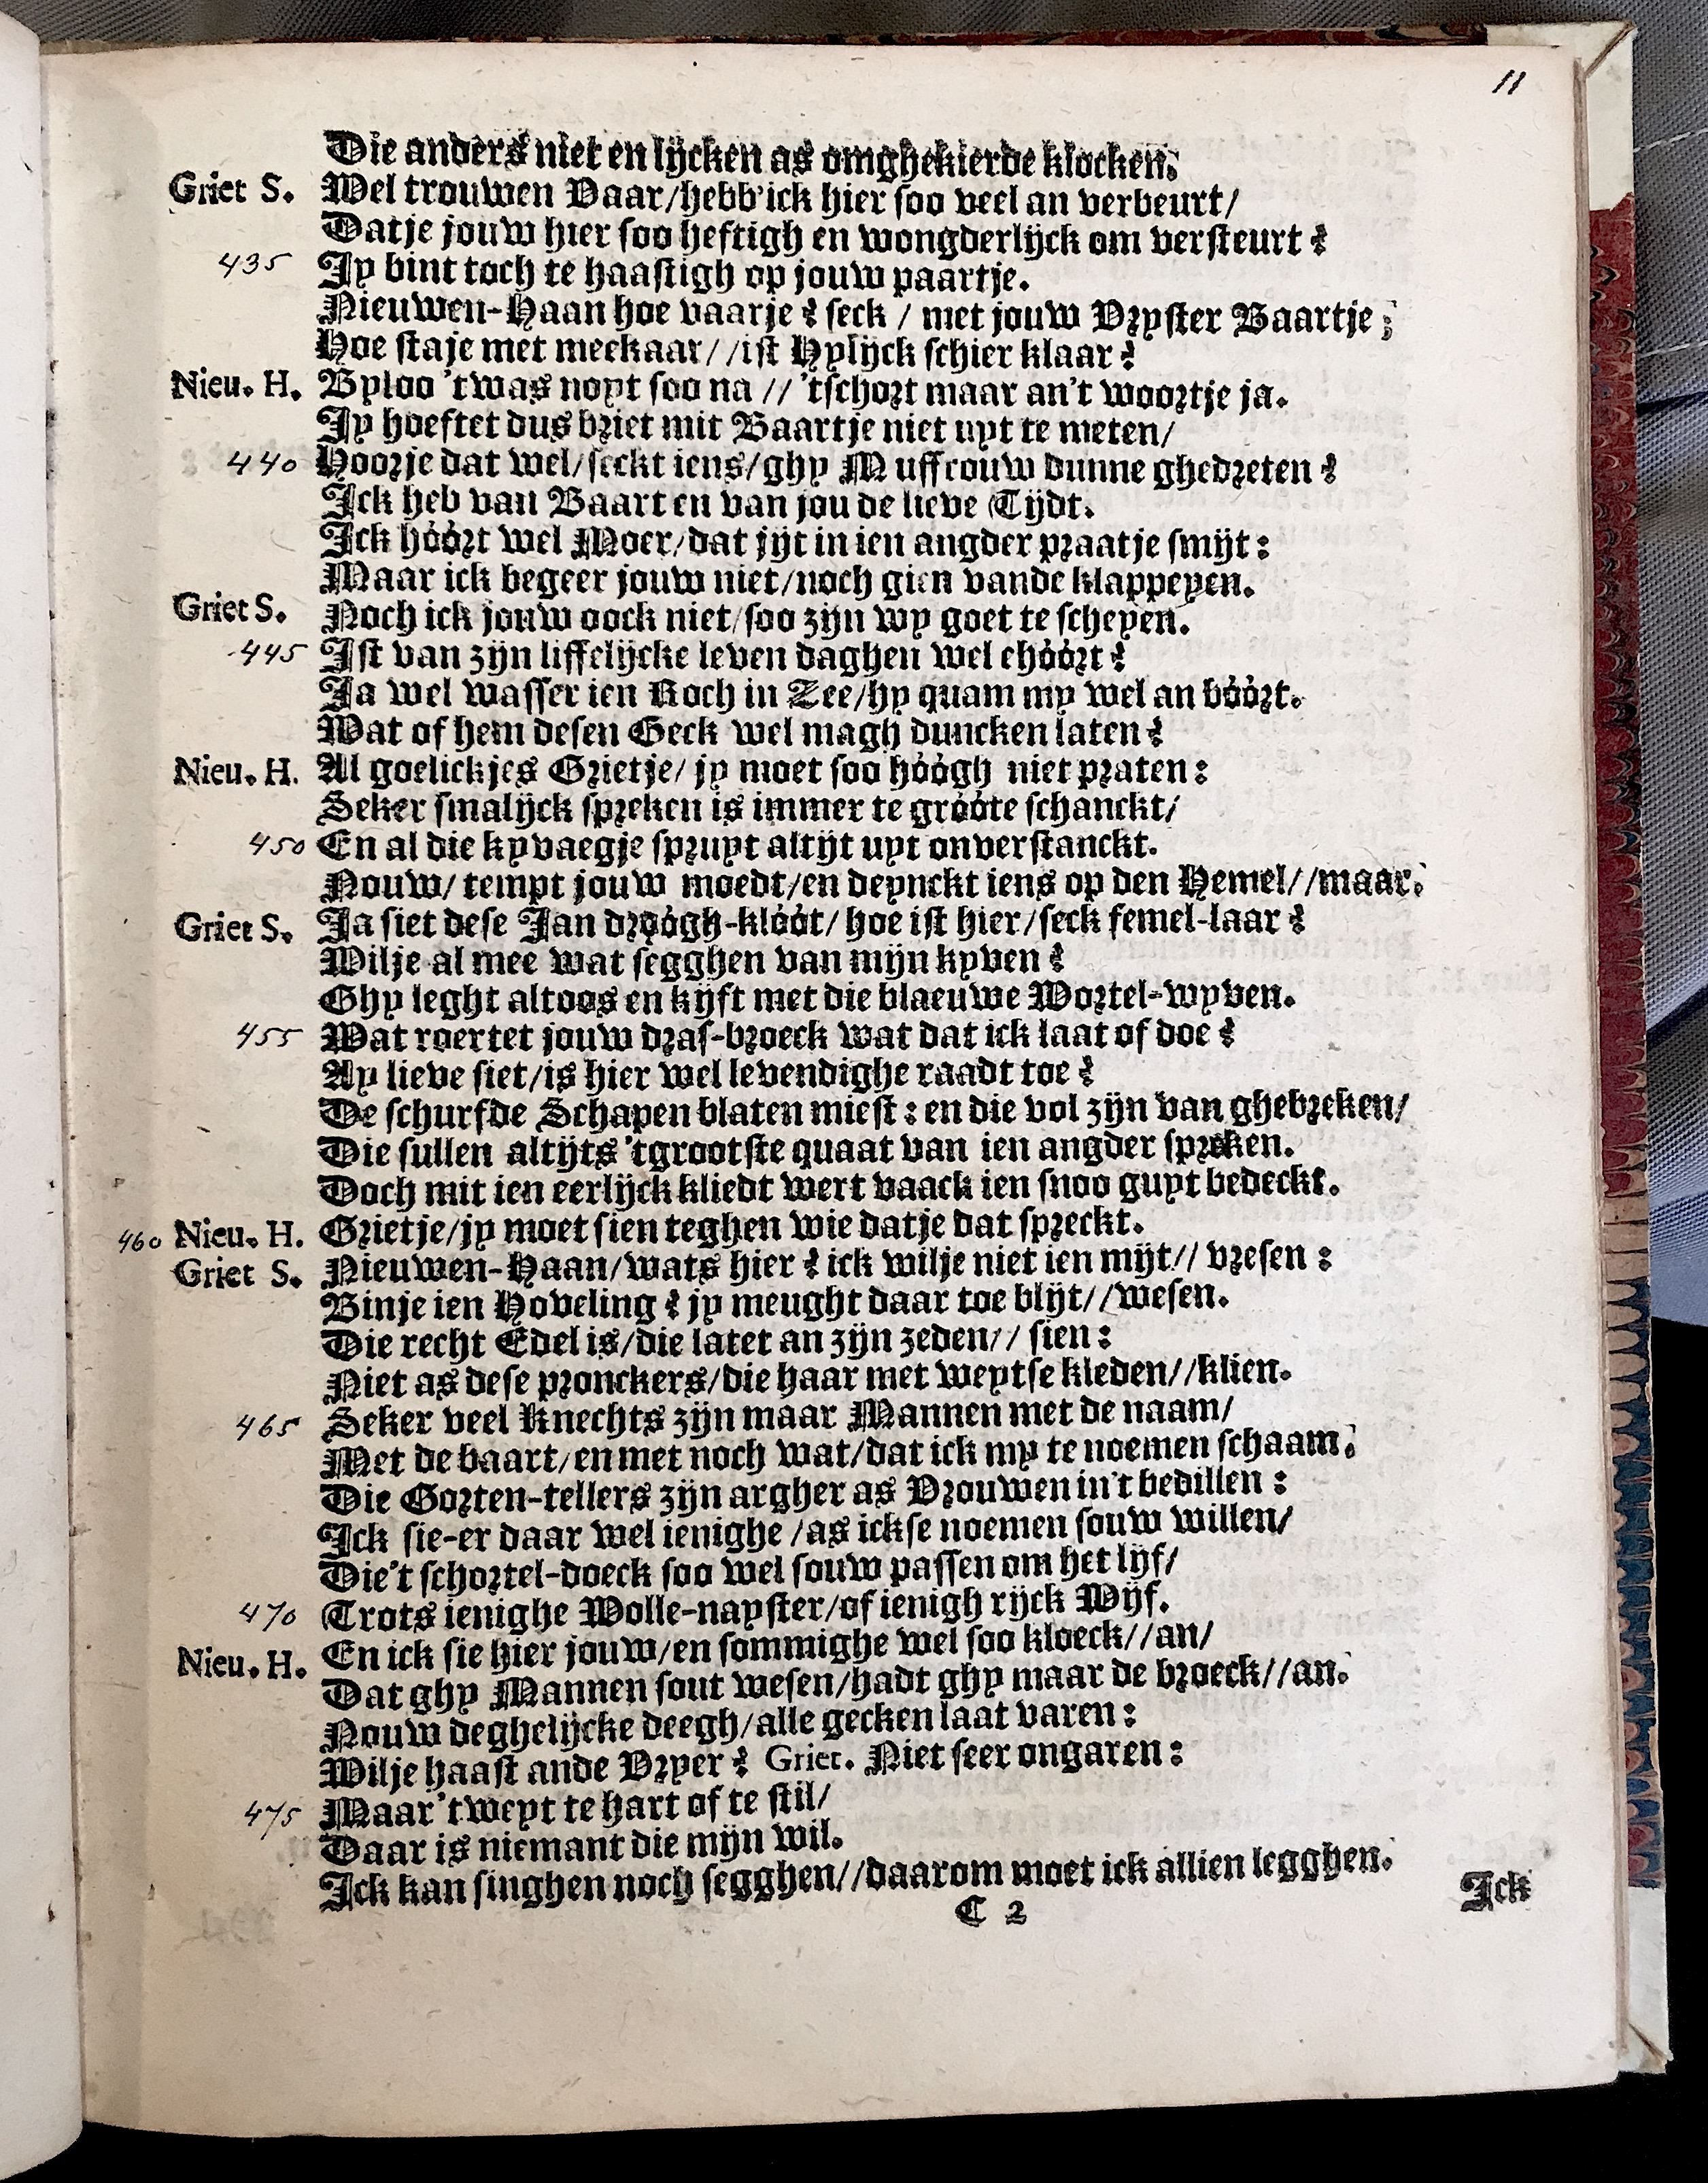 11
Die anders niet en lijcken as omghekierde klocken.
Griet S. Wel trouwen Vaar/hebb'ick hier soo veel an verbeurt/
Datje jouw hier soo heftigh en wongderlijck om versteurt?
435 Jy bint toch te haastigh op jouw paartje.
Nieuwen-Haan hoe vaarje? seck / met jouw Vryster Baartje;
Hoe staje met meekaar//ist Hylijck schier klaar?
Nieu. H. Byloo 'twas noyt soo na // 'tschort maar an't woortje ja.
Jy hoeftet dus briet mit Baartje niet uyt te meten/
440 Hoorje dat wel/seckt iens/ghy Muffrouw dunne ghedreten?
Ick heb van Baart en van jou de lieve Tijdt.
Ick hóórt wel Moer/dat jijt in ien angder praatje smijt:
Maar ick begeer jouw niet/noch gien vande klappeyen.
Griet S. Noch ick jouw oock niet/soo zijn wy goet te scheyen.
445 Ist van zijn liffelijcke leven daghen wel ehóórt?
Ja wel wasser ien Roch in Zee/hy quam my wel an bóórt.
Wat of hem desen Geck wel magh duncken laten?
Nieu. H. Al goelickjes Grietje/ jy moet soo hóógh niet praten:
Seker smalijck spreken is immer te gróóte schanckt/
450 En al die kyvaegje spruyt altijt uyt onverstanckt.
Nouw/ tempt jouw moedt/en deynckt iens op den Hemel//maar.
Griet S. Ja siet dese Jan dróógh-klóót/ hoe ist hier/seck femel-laar?
Wilje al mee wat segghen van mijn kyven?
Ghy leght altoos en kijft met die blaeuwe Wortel-wyven.
455 Wat roertet jouw dras-broeck wat dat ick laat of doe?
Ay lieve siet/is hier wel levendighe raadt toe?
De schurfde Schapen blaten miest: en die vol zijn van ghebreken/
Die sullen altijts 'tgrootste quaat van ien angder spreken.
Doch mit ien eerlijck kliedt wert vaack ien snoo guyt bedeckt.
460 Nieu. H. Grietje/jy moet sien teghen wie datje dat spreckt.
Griet S. Nieuwen-Haan/wats hier? ick wilje niet ien mijt// vresen:
Binje ien Hoveling? jy meught daar toe blijt//wesen.
Die recht Edel is/die latet an zijn zeden// sien:
Niet as dese pronckers/die haar met weytse kleden//klien.
465 Seker veel Knechts zijn maar Mannen met de naam/
Met de baart/en met noch wat/dat ick my te noemen schaam.
Die Gorten-tellers zijn argher as Vrouwen in't bedillen:
Ick sie-er daar wel ienighe/as ickse noemen souw willen/
Die't schortel-doeck soo wel souw passen om het lijf/
470 Trots ienighe Wolle-nayster/of ienigh rijck Wijf.
Nieu. H. En ick sie hier jouw/en sommighe wel soo kloeck//an/
Dat ghy Mannen sout wesen/hadt ghy maar de broeck//an.
Nouw deghelijcke deegh/alle gecken laat varen:
Wilje haast ande Vryer? Griet. Niet seer ongaren:
475 Maar 't weyt te hart of te stil/
Daar is niemant die mijn wil.
Ick kan singhen noch segghen//daarom moet ick allien legghen.
C 2
Ick